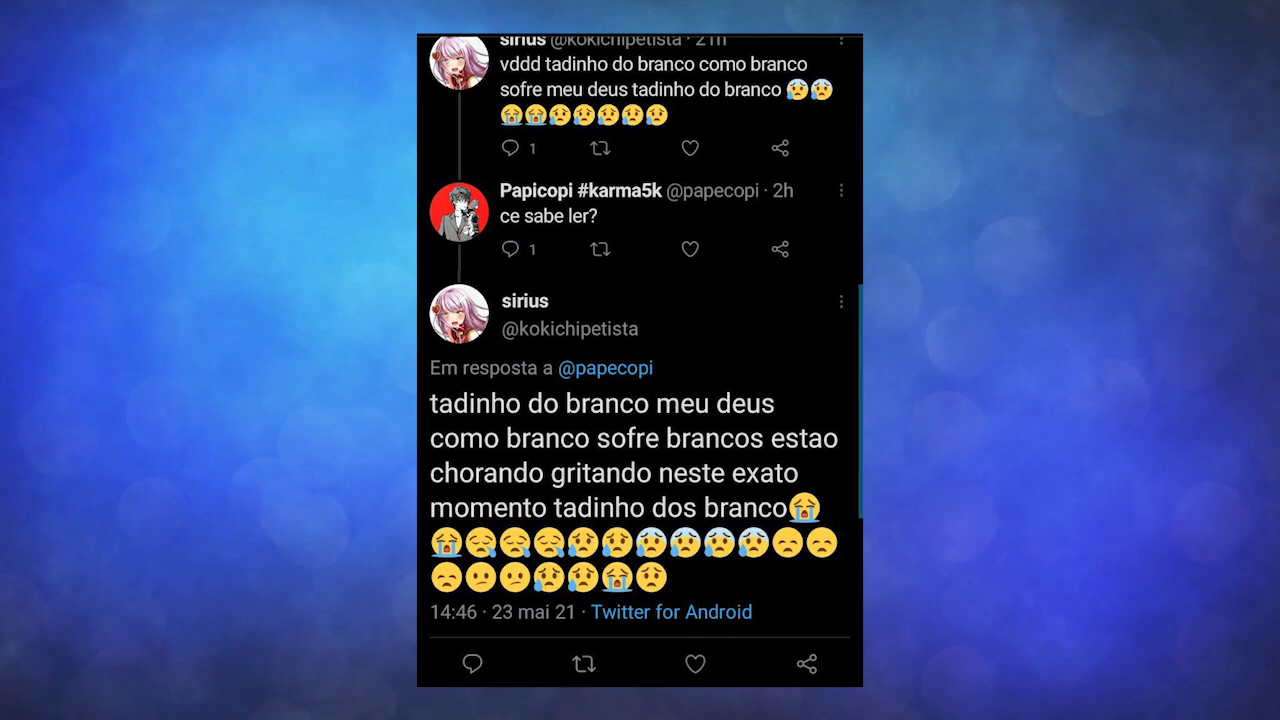 sirius @kokichipetista · 21h
vddd tadinho do branco como branco
sofre meu deus tadinho do branco 😰😰
😭😭😥😥😥😥😥
1
Papicopi #karma5k @papecopi · 2h
ce sabe ler?
1
sirius
@kokichipetista
Em resposta a @papecopi
tadinho do branco meu deus
como branco sofre brancos estao
chorando gritando neste exato
momento tadinho dos branco😭
😭😪😪😪😥😥😰😰😰😰😞😞
😞😕😕😰😥😭😟
14:46 · 23 mai 21 · Twitter for Android